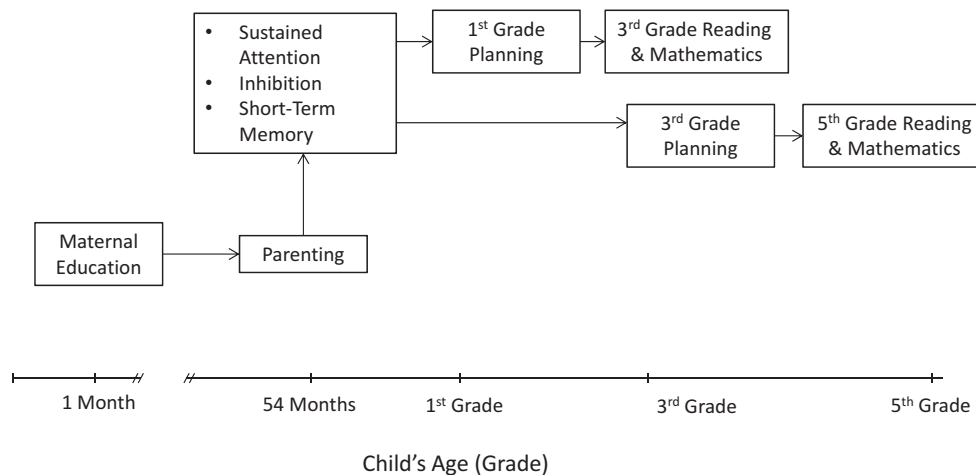 • Sustained
Attention
• Inhibition
• Short-Term
Memory
1st Grade
Planning
3rd Grade Reading
& Mathematics
3rd Grade
Planning
5th Grade Reading
& Mathematics
Maternal
Education
Parenting
1 Month
54 Months
1st Grade
3rd Grade
5th Grade
Child's Age (Grade)